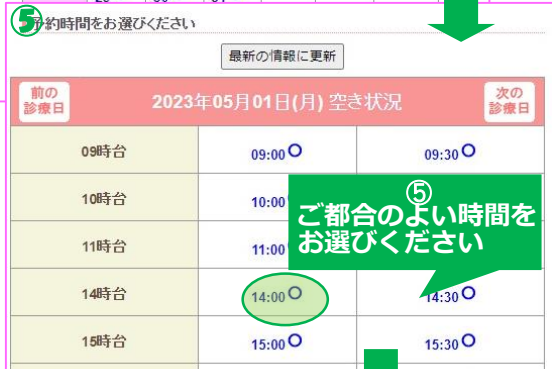 ⑤予約時間をお選びください
最新の情報に更新
前の
診療日
2023年05月01日(月) 空き状況
次の
診療日
09時台 09:00○ 09:30○
10時台 10:00
11時台 11:00
⑤
ご都合のよい時間を
お選びください
14時台 14:00○ 14:30○
15時台 15:00○ 15:30○